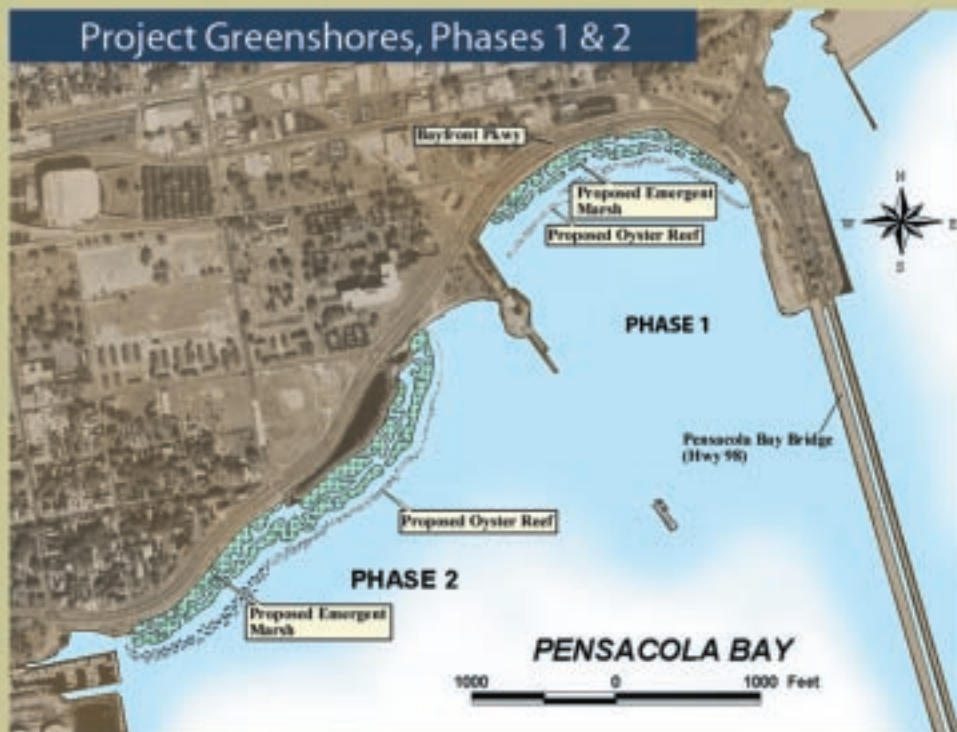 Project Greenshores, Phases 1 & 2
Bayfront Pkwy
Proposed Emergent
Marsh
Proposed Oyster Reef
N
W
E
S
PHASE 1
Pensacola Bay Bridge
(Hwy 98)
Proposed Oyster Reef
PHASE 2
Proposed Emergent
Marsh
PENSACOLA BAY
1000 0 1000 Feet